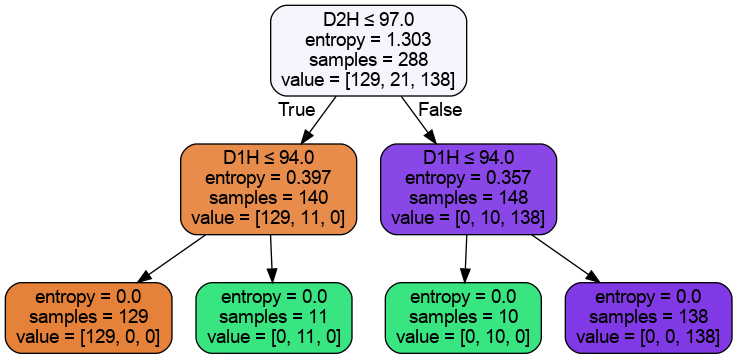 D2H ≤ 97.0
entropy = 1.303
samples = 288
value = [129, 21, 138]
True
False
D1H ≤ 94.0
entropy = 0.397
samples = 140
value = [129, 11, 0]
D1H ≤ 94.0
entropy = 0.357
samples = 148
value = [0, 10, 138]
entropy = 0.0
samples = 129
value = [129, 0, 0]
entropy = 0.0
samples = 11
value = [0, 11, 0]
entropy = 0.0
samples = 10
value = [0, 10, 0]
entropy = 0.0
samples = 138
value = [0, 0, 138]